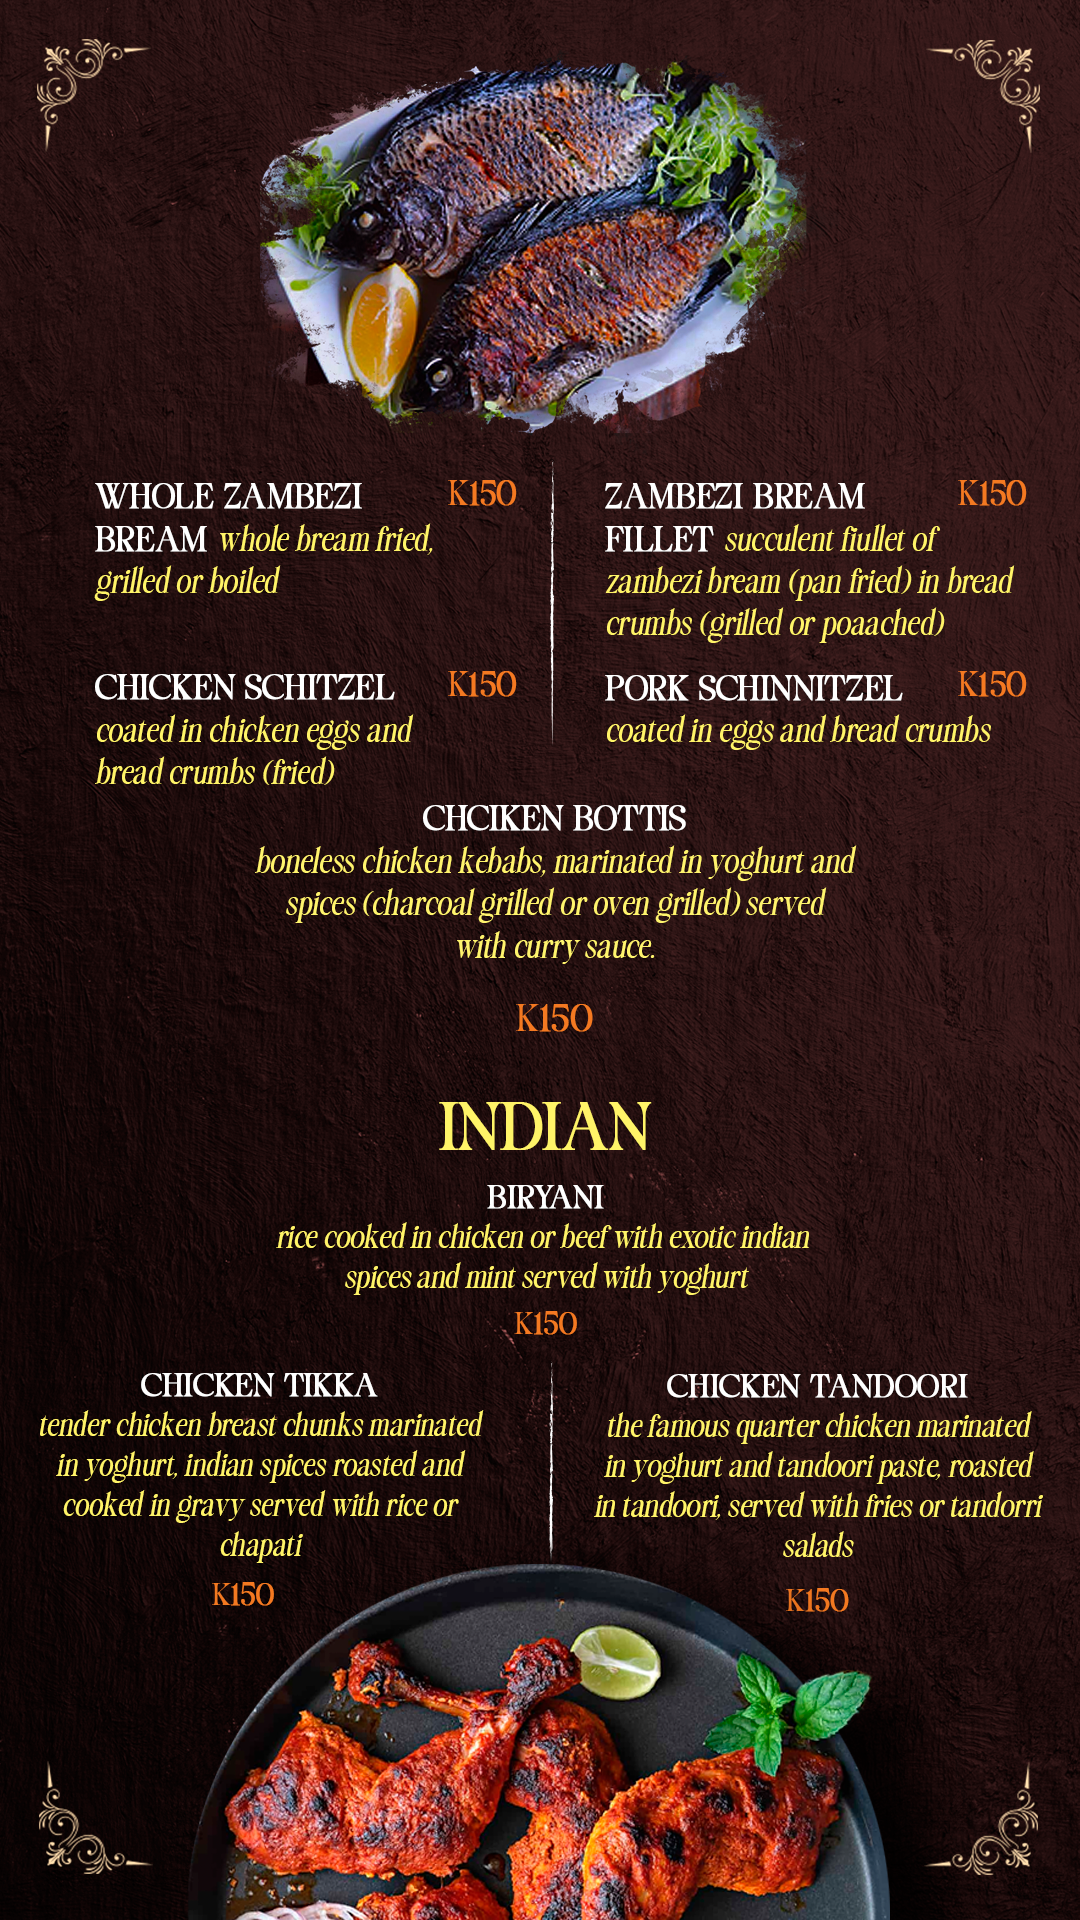 WHOLE ZAMBEZI K150
BREAM whole bream fried,
grilled or boiled
ZAMBEZI BREAM K150
FILLET succulent fiullet of
zambezi bream (pan fried) in bread
crumbs (grilled or poaached)
CHICKEN SCHITZEL K150
coated in chicken eggs and
bread crumbs (fried)
PORK SCHINNITZEL K150
coated in eggs and bread crumbs
CHCIKEN BOTTIS
boneless chicken kebabs, marinated in yoghurt and
spices (charcoal grilled or oven grilled) served
with curry sauce.
K150
INDIAN
BIRYANI
rice cooked in chicken or beef with exotic indian
spices and mint served with yoghurt
K150
CHICKEN TIKKA
tender chicken breast chunks marinated
in yoghurt, indian spices roasted and
cooked in gravy served with rice or
chapati
K150
CHICKEN TANDOORI
the famous quarter chicken marinated
in yoghurt and tandoori paste, roasted
in tandoori, served with fries or tandorri
salads
K150